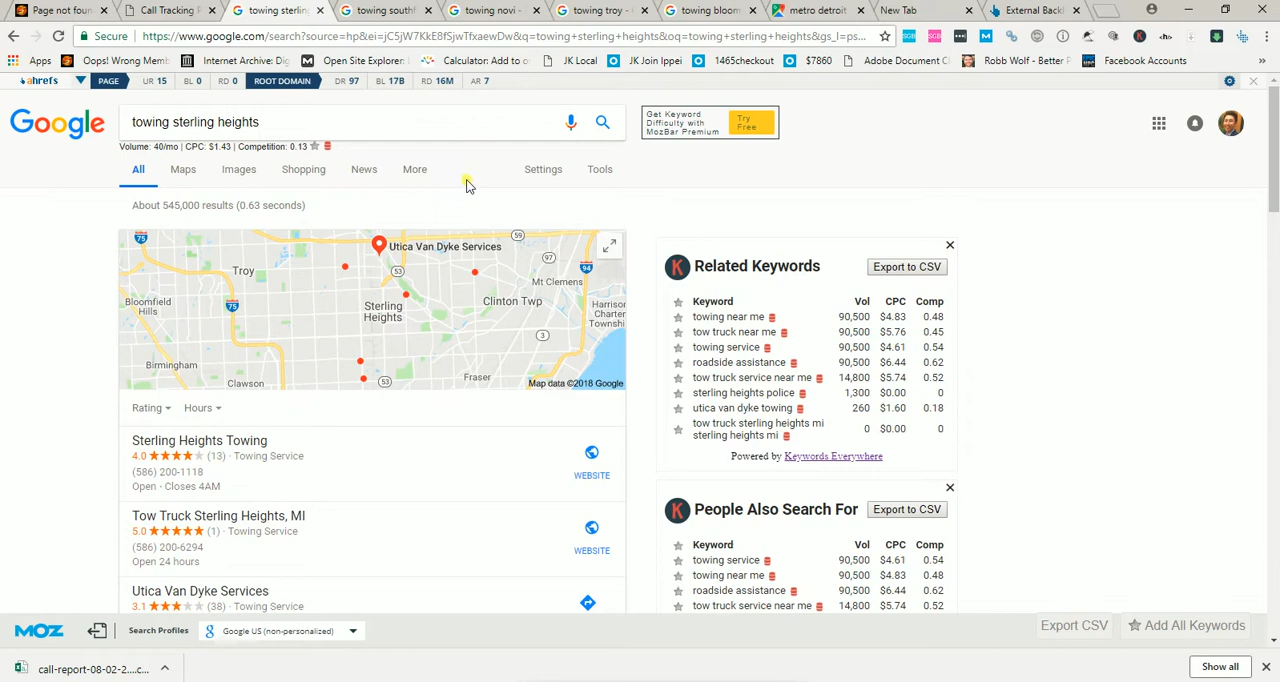 Page not foun
Call Tracking P
towing sterling
towing southf
towing novi -
towing troy -
towing bloom
metro detroit
New Tab
External Back
Secure
https://www.google.com/search?source=hp&ei=jC5jW7KkE8fSjwTfxaewDw&q=towing+sterling+heights&oq=towing+sterling+heights&gs_l=ps...
Apps
Oops! Wrong Memb
Internet Archive: Dig
Open Site Explorer:
Calculator: Add to o
JK Local
JK Join Ippei
1465checkout
$7860
Adobe Document C
Robb Wolf - Better P
Facebook Accounts
ahrefs
PAGE
UR 15
BL 0
RD 0
ROOT DOMAIN
DR 97
BL 17B
RD 16M
AR 7
Google
towing sterling heights
Get Keyword
Difficulty with
MozBar Premium
Try
Free
Volume: 40/mo | CPC: $1.43 | Competition: 0.13
All
Maps
Images
Shopping
News
More
Settings
Tools
About 545,000 results (0.63 seconds)
Utica Van Dyke Services
Troy
Mt Clemens
Bloomfield
Hills
Sterling
Heights
Clinton Twp
Harrison
Charter
Township
Birmingham
Clawson
Fraser
75
53
59
97
94
75
3
53
Map data ©2018 Google
Rating
Hours
Sterling Heights Towing
4.0 (13) · Towing Service
(586) 200-1118
Open · Closes 4AM
WEBSITE
Tow Truck Sterling Heights, MI
5.0 (1) · Towing Service
(586) 200-6294
Open 24 hours
WEBSITE
Utica Van Dyke Services
3.1 (38) · Towing Service
K Related Keywords
Export to CSV
Keyword Vol CPC Comp
towing near me 90,500 $4.83 0.48
tow truck near me 90,500 $5.76 0.45
towing service 90,500 $4.61 0.54
roadside assistance 90,500 $6.44 0.62
tow truck service near me 14,800 $5.74 0.52
sterling heights police 1,300 $0.00 0
utica van dyke towing 260 $1.60 0.18
tow truck sterling heights mi
sterling heights mi 0 $0.00 0
Powered by Keywords Everywhere
K People Also Search For
Export to CSV
Keyword Vol CPC Comp
towing service 90,500 $4.61 0.54
towing near me 90,500 $4.83 0.48
roadside assistance 90,500 $6.44 0.62
tow truck service near me 14,800 $5.74 0.52
MOZ
Search Profiles
Google US (non-personalized)
Export CSV
Add All Keywords
call-report-08-02-2....c...
Show all